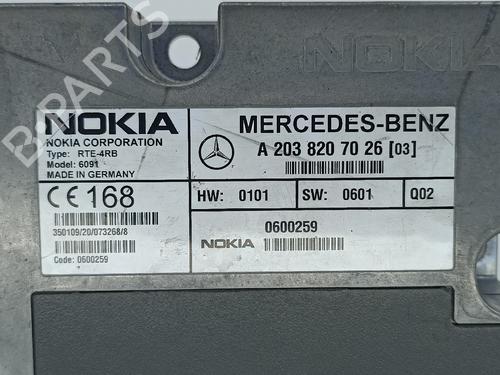 NOKIA
B-PARTS
NOKIA
NOKIA CORPORATION
Type: RTE-4RB
Model: 6091
MADE IN GERMANY
CE 168
350109/20/073268/8
Code: 0600259
MERCEDES-BENZ
A 203 820 70 26 [03]
HW: 0101 SW: 0601 Q02
0600259
NOKIA